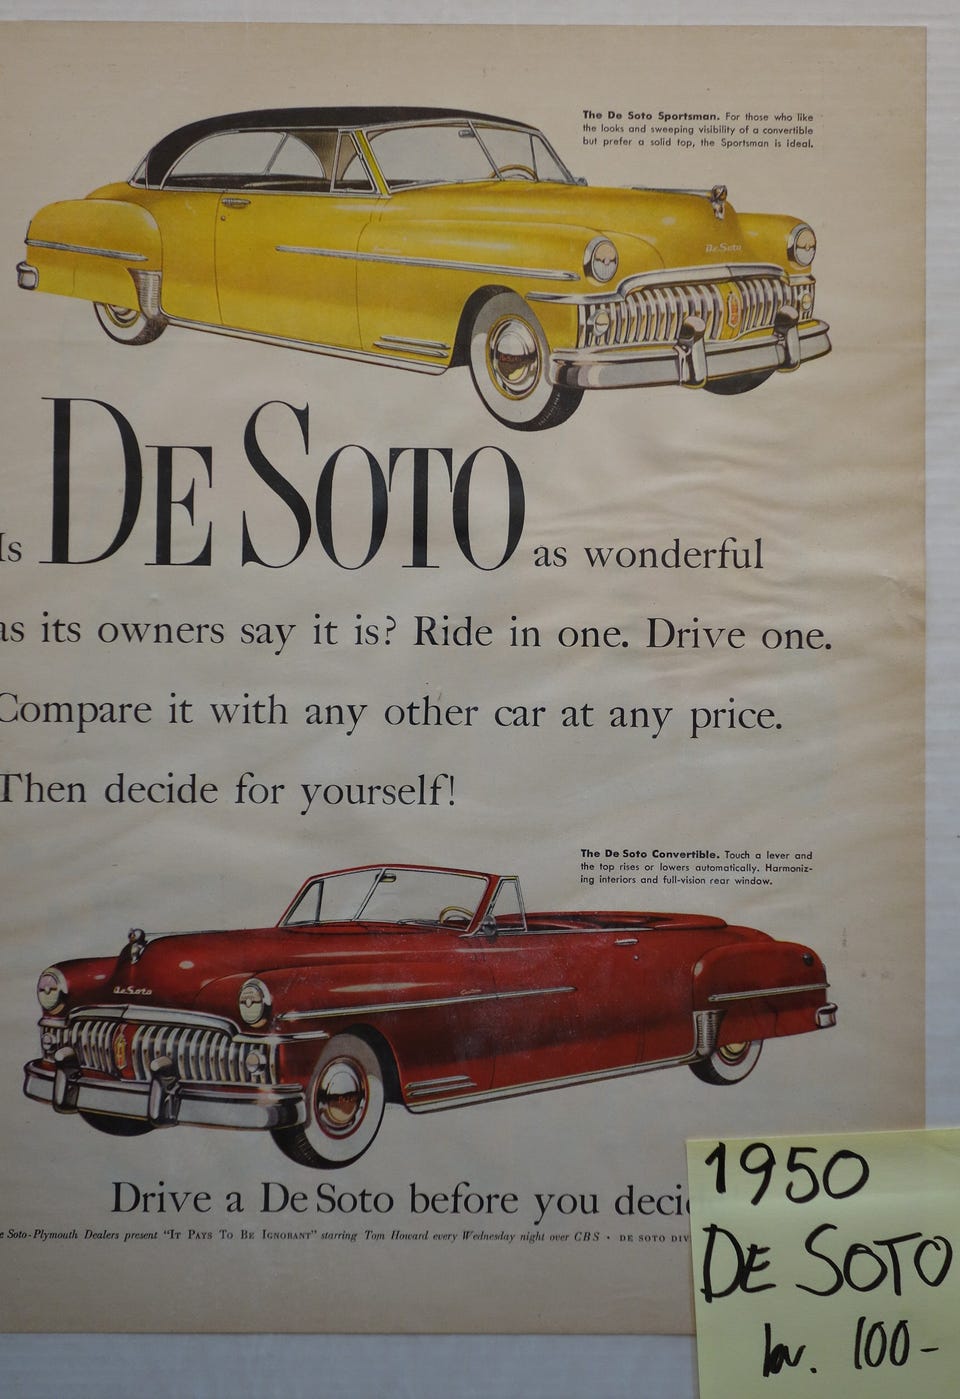 The De Soto Sportsman. For those who like
the looks and sweeping visibility of a convertible
but prefer a solid top, the Sportsman is ideal.
De Soto
Is DE SOTO as wonderful
as its owners say it is? Ride in one. Drive one.
Compare it with any other car at any price.
Then decide for yourself!
The De Soto Convertible. Touch a lever and
the top rises or lowers automatically. Harmoniz-
ing interiors and full-vision rear window.
De Soto
Drive a De Soto before you deci
e Soto-Plymouth Dealers present "IT PAYS TO BE IGNORANT" starring Tom Howard every Wednesday night over CBS • DE SOTO DIV
1950
DE SOTO
kr. 100-